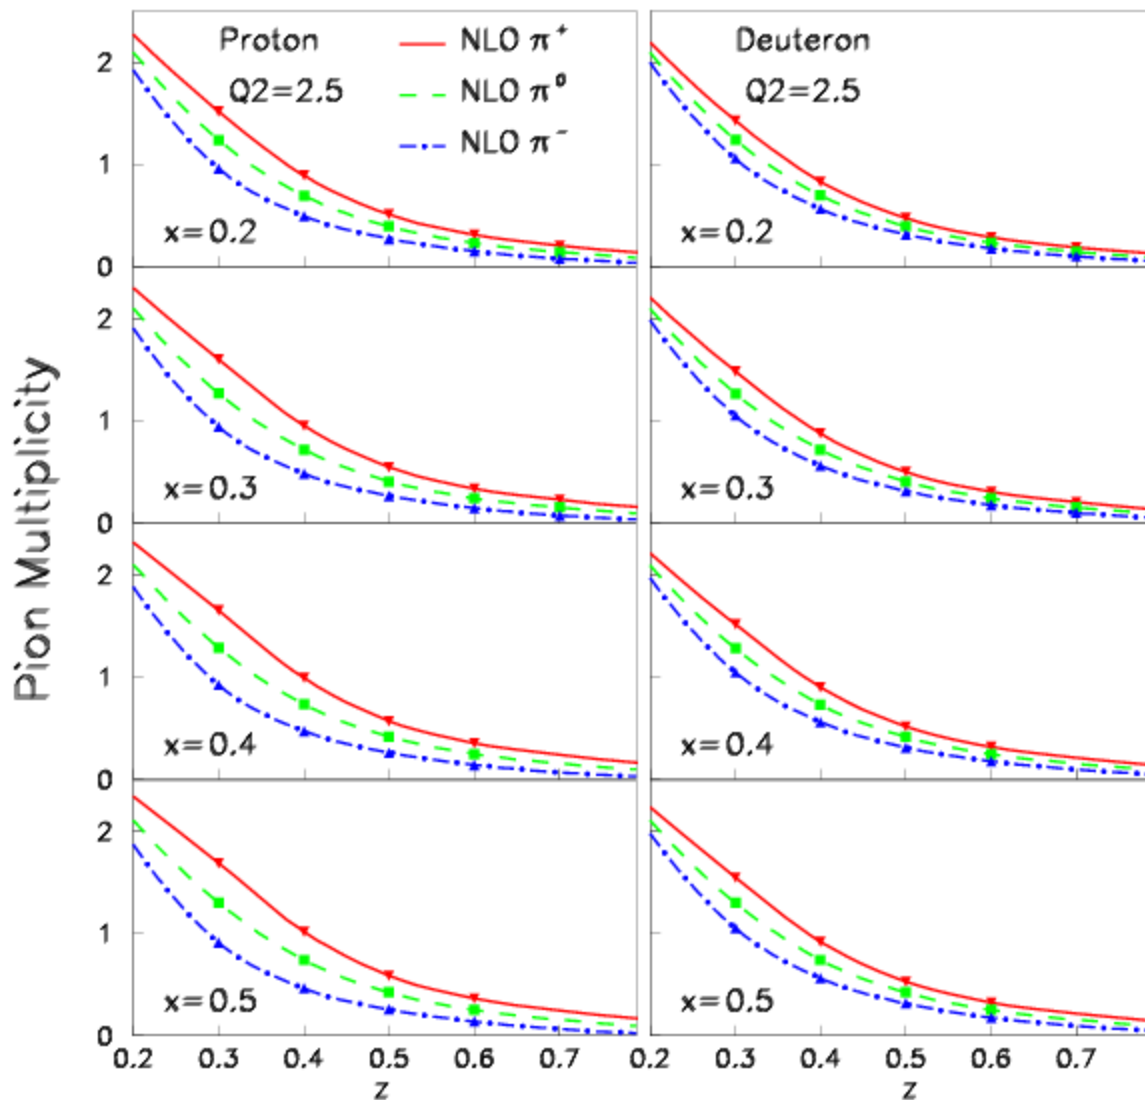 Pion Multiplicity
Proton
Q2=2.5
NLO π⁺
NLO π⁰
NLO π⁻
2
1
0
x=0.2
Deuteron
Q2=2.5
x=0.2
2
1
0
x=0.3
x=0.3
2
1
0
x=0.4
x=0.4
2
1
0
x=0.5
x=0.5
0.2 0.3 0.4 0.5 0.6 0.7 0.2 0.3 0.4 0.5 0.6 0.7
z z